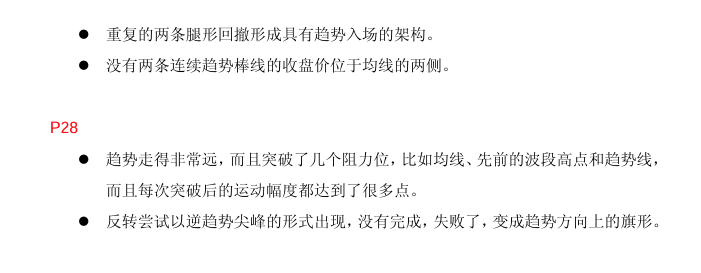 ● 重复的两条腿形回撤形成具有趋势入场的架构。
● 没有两条连续趋势棒线的收盘价位于均线的两侧。
P28
● 趋势走得非常远，而且突破了几个阻力位，比如均线、先前的波段高点和趋势线，
而且每次突破后的运动幅度都达到了很多点。
● 反转尝试以逆趋势尖峰的形式出现，没有完成，失败了，变成趋势方向上的旗形。